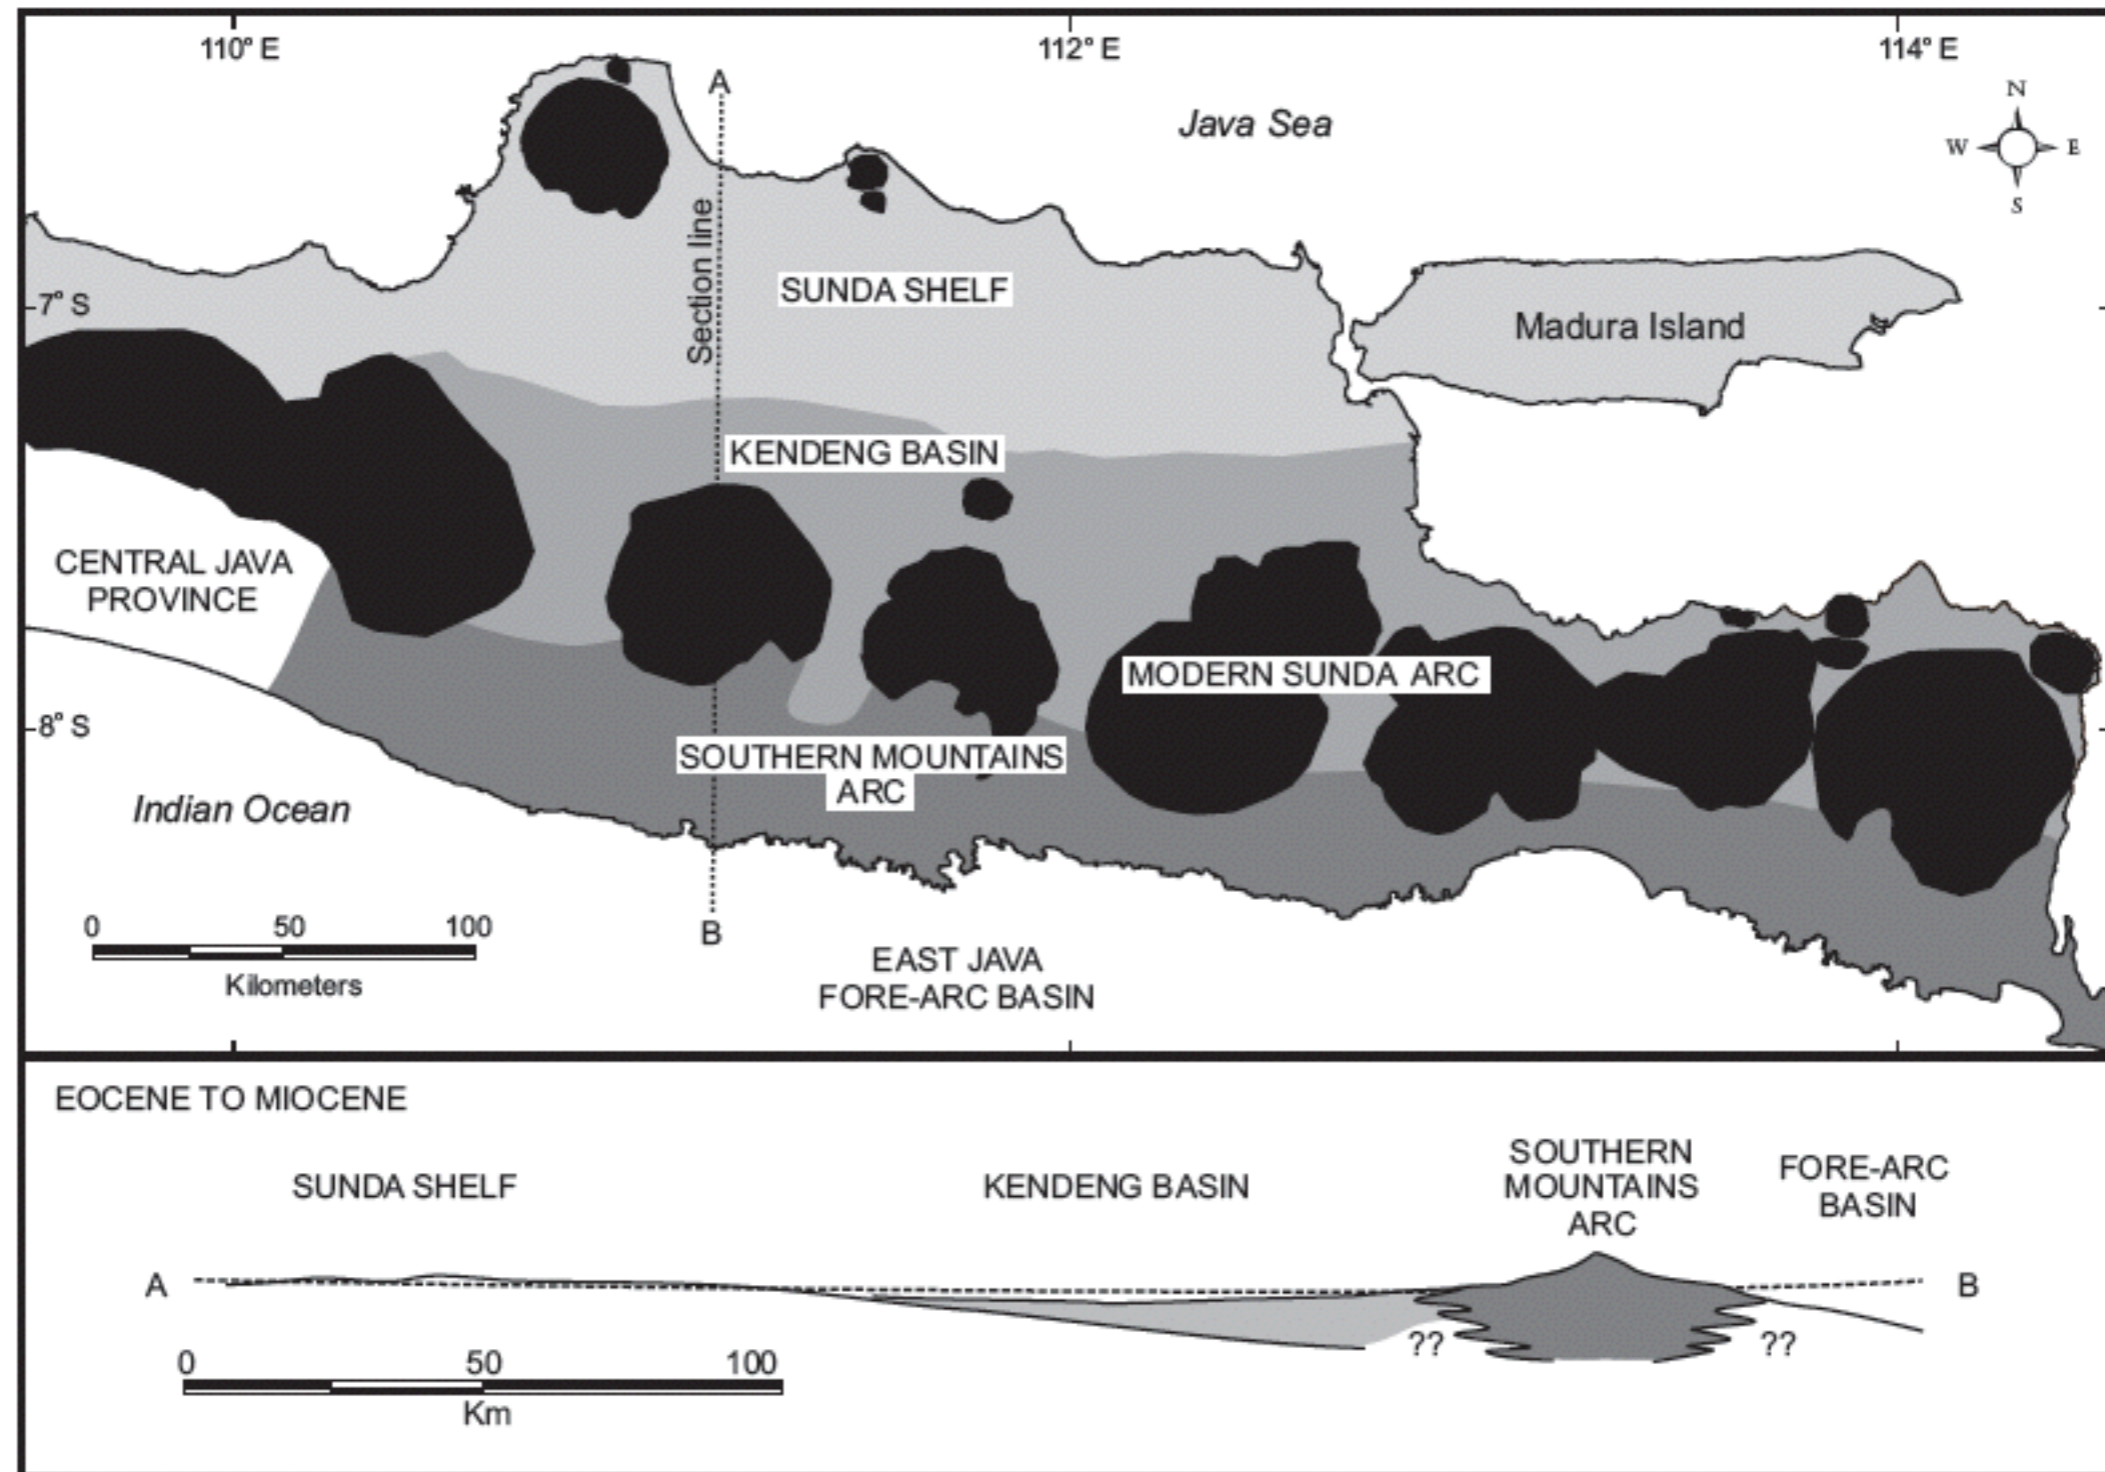 110° E
112° E
114° E
A
Java Sea
N
W E
S
Section line
SUNDA SHELF
7° S
Madura Island
KENDENG BASIN
CENTRAL JAVA
PROVINCE
MODERN SUNDA ARC
8° S
SOUTHERN MOUNTAINS
ARC
Indian Ocean
0 50 100
Kilometers
B
EAST JAVA
FORE-ARC BASIN
EOCENE TO MIOCENE
SUNDA SHELF
KENDENG BASIN
SOUTHERN
MOUNTAINS
ARC
FORE-ARC
BASIN
A
B
??
??
0 50 100
Km